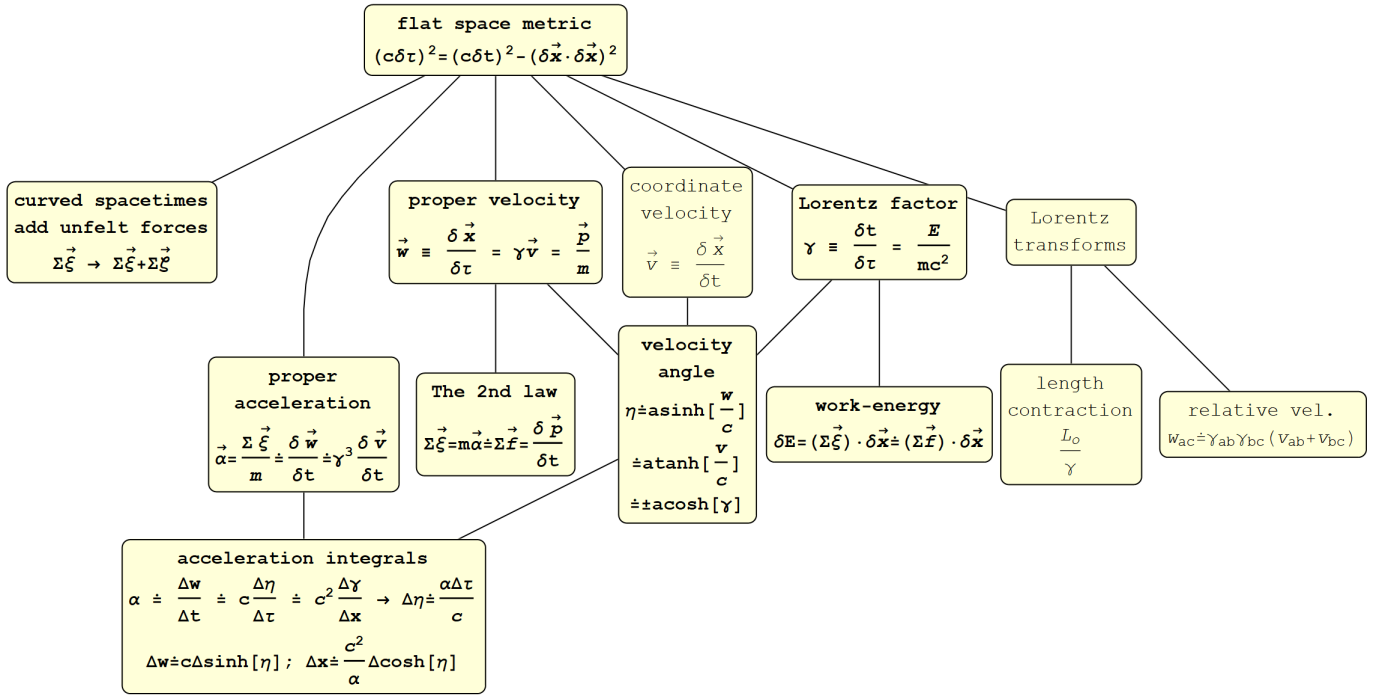 flat space metric
(cδτ)²=(cδt)²-(δx⃗·δx⃗)²
curved spacetimes
add unfelt forces
Σξ⃗ → Σξ⃗+Σζ⃗
proper velocity
w⃗ ≡ δx⃗/δτ = γv⃗ = p⃗/m
coordinate
velocity
v⃗ ≡ δx⃗/δt
Lorentz factor
γ ≡ δt/δτ = E/mc²
Lorentz
transforms
proper
acceleration
α⃗=Σξ⃗/m≐δw⃗/δt≐γ³δv⃗/δt
The 2nd law
Σξ⃗=mα⃗≐Σf⃗=δp⃗/δt
velocity
angle
η≐asinh[w/c]
≐atanh[v/c]
≐±acosh[γ]
work-energy
δE=(Σξ⃗)·δx⃗≐(Σf⃗)·δx⃗
length
contraction
Lo/γ
relative vel.
wac≐γabγbc(vab+vbc)
acceleration integrals
α ≐ Δw/Δt ≐ cΔη/Δτ ≐ c²Δγ/Δx → Δη≐αΔτ/c
Δw≐cΔsinh[η]; Δx≐c²/αΔcosh[η]